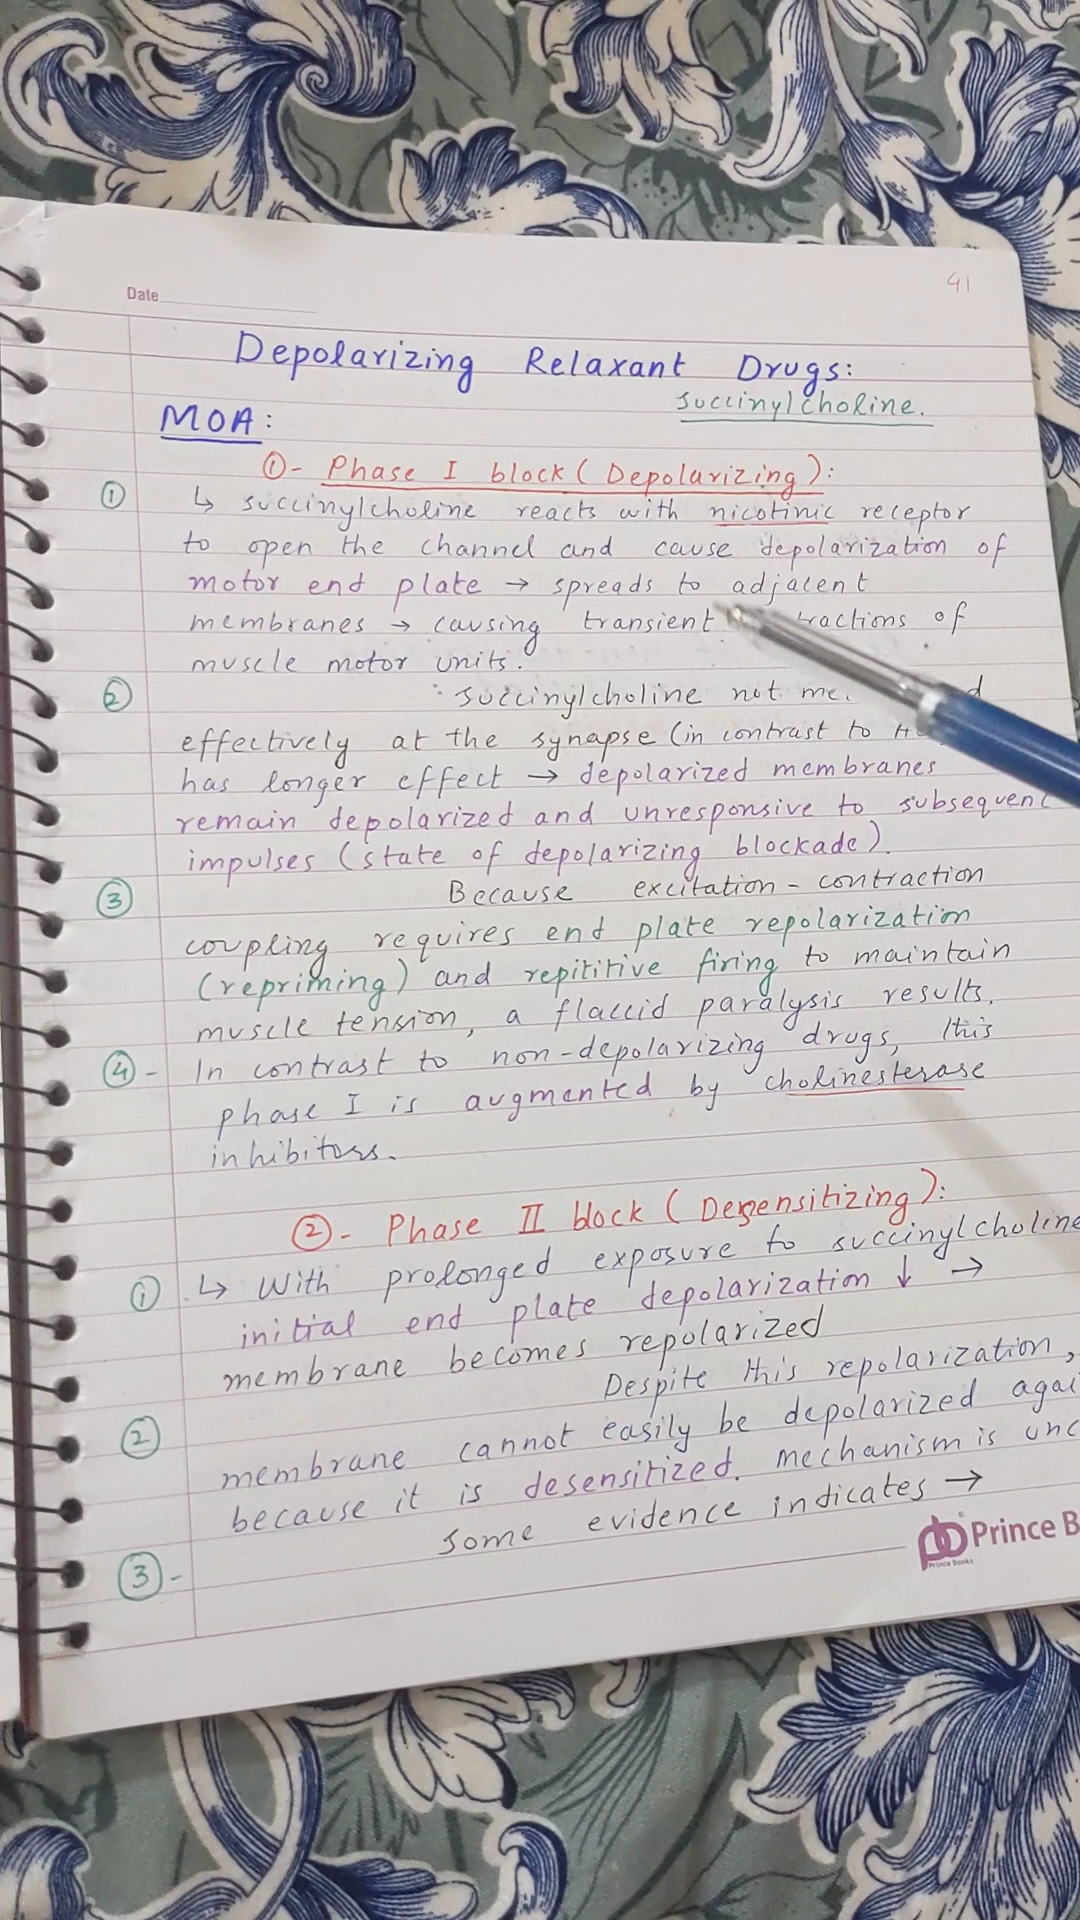 41
Date
Depolarizing Relaxant Drugs:
succinylcholine.
MOA:
①- Phase I block (Depolarizing):
① ↳ succinylcholine reacts with nicotinic receptor
to open the channel and cause depolarization of
motor end plate → spreads to adjacent
membranes → causing transient
of
muscle motor units.
② succinylcholine not
effectively at the synapse (in contrast to
has longer effect → depolarized membranes
remain depolarized and unresponsive to subsequent
impulses (state of depolarizing blockade).
③ Because excitation - contraction
coupling requires end plate repolarization
(repriming) and repititive firing to maintain
muscle tension, a flaccid paralysis results.
④- In contrast to non-depolarizing drugs, this
phase I is augmented by cholinesterase
inhibitors.
②- Phase II block (Desensitizing):
① ↳ With prolonged exposure to succinylcholine
initial end plate depolarization ↓ →
membrane becomes repolarized
② Despite this repolarization,
membrane cannot easily be depolarized
because it is desensitized. mechanism is
③- some evidence indicates →
Prince B
Prince Books